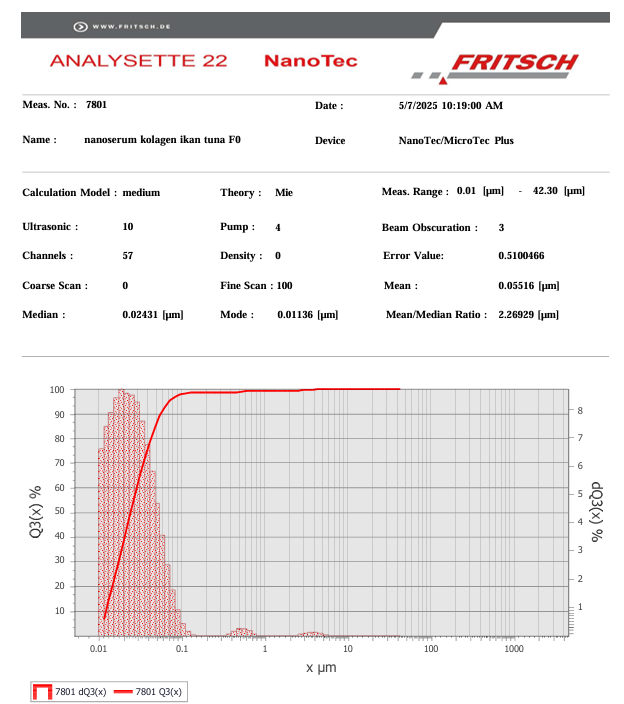 WWW.FRITSCH.DE
ANALYSETTE 22 NanoTec FRITSCH
Meas. No. : 7801 Date : 5/7/2025 10:19:00 AM
Name : nanoserum kolagen ikan tuna F0 Device NanoTec/MicroTec Plus
Calculation Model : medium Theory : Mie Meas. Range : 0.01 [µm] - 42.30 [µm]
Ultrasonic : 10 Pump : 4 Beam Obscuration : 3
Channels : 57 Density : 0 Error Value: 0.5100466
Coarse Scan : 0 Fine Scan : 100 Mean : 0.05516 [µm]
Median : 0.02431 [µm] Mode : 0.01136 [µm] Mean/Median Ratio : 2.26929 [µm]
100
90
80
70
60
50
40
30
20
10
Q3(x) %
8
7
6
5
4
3
2
1
dQ3(x) %
0.01 0.1 1 10 100 1000
x µm
7801 dQ3(x) 7801 Q3(x)